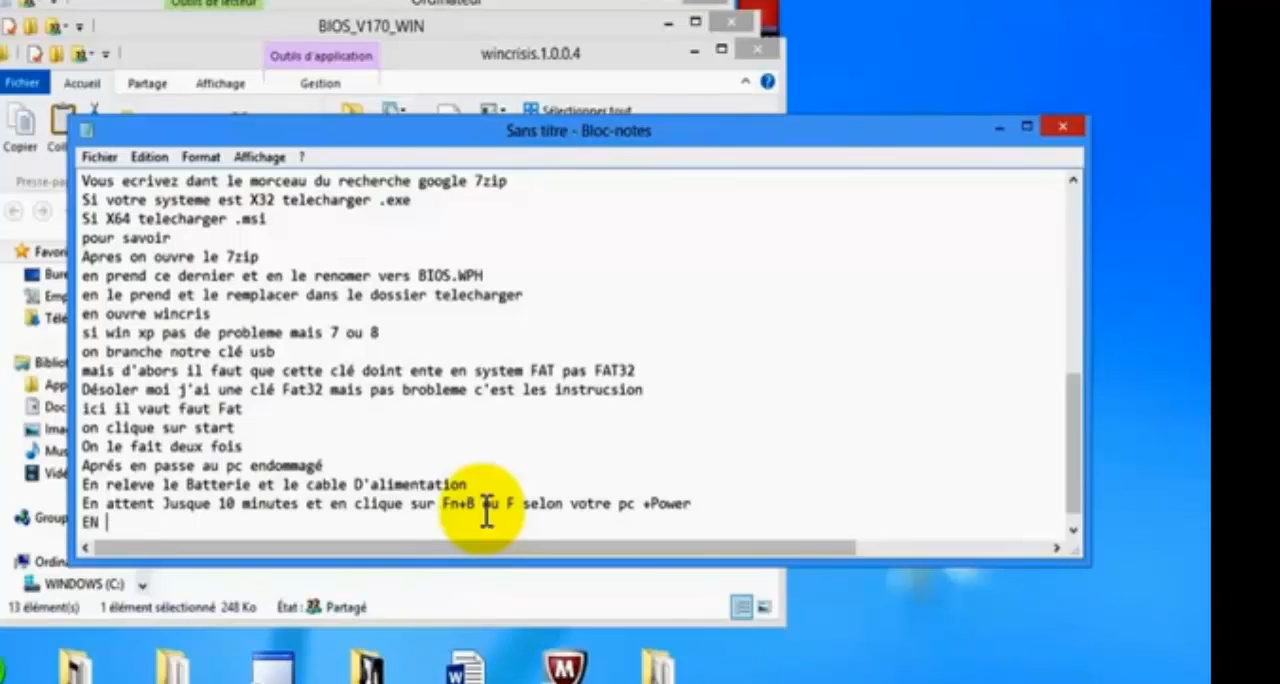 Outils de lecteur
Ordinateur
BIOS_V170_WIN
Outils d'application
wincrisis.1.0.0.4
Fichier Accueil Partage Affichage Gestion
Sélectionner tout
Copier
Sans titre - Bloc-notes
Fichier Edition Format Affichage ?
Vous ecrivez dant le morceau du recherche google 7zip
Si votre systeme est X32 telecharger .exe
Si X64 telecharger .msi
pour savoir
Apres on ouvre le 7zip
en prend ce dernier et en le renomer vers BIOS.WPH
en le prend et le remplacer dans le dossier telecharger
en ouvre wincris
si win xp pas de probleme mais 7 ou 8
on branche notre clé usb
mais d'abors il faut que cette clé doint ente en system FAT pas FAT32
Désoler moi j'ai une clé Fat32 mais pas brobleme c'est les instrucsion
ici il vaut faut Fat
on clique sur start
On le fait deux fois
Aprés en passe au pc endommagé
En releve le Batterie et le cable D'alimentation
En attent Jusque 10 minutes et en clique sur Fn+B ou F selon votre pc +Power
EN
WINDOWS (C:)
13 élément(s) 1 élément sélectionné 248 Ko État : Partagé